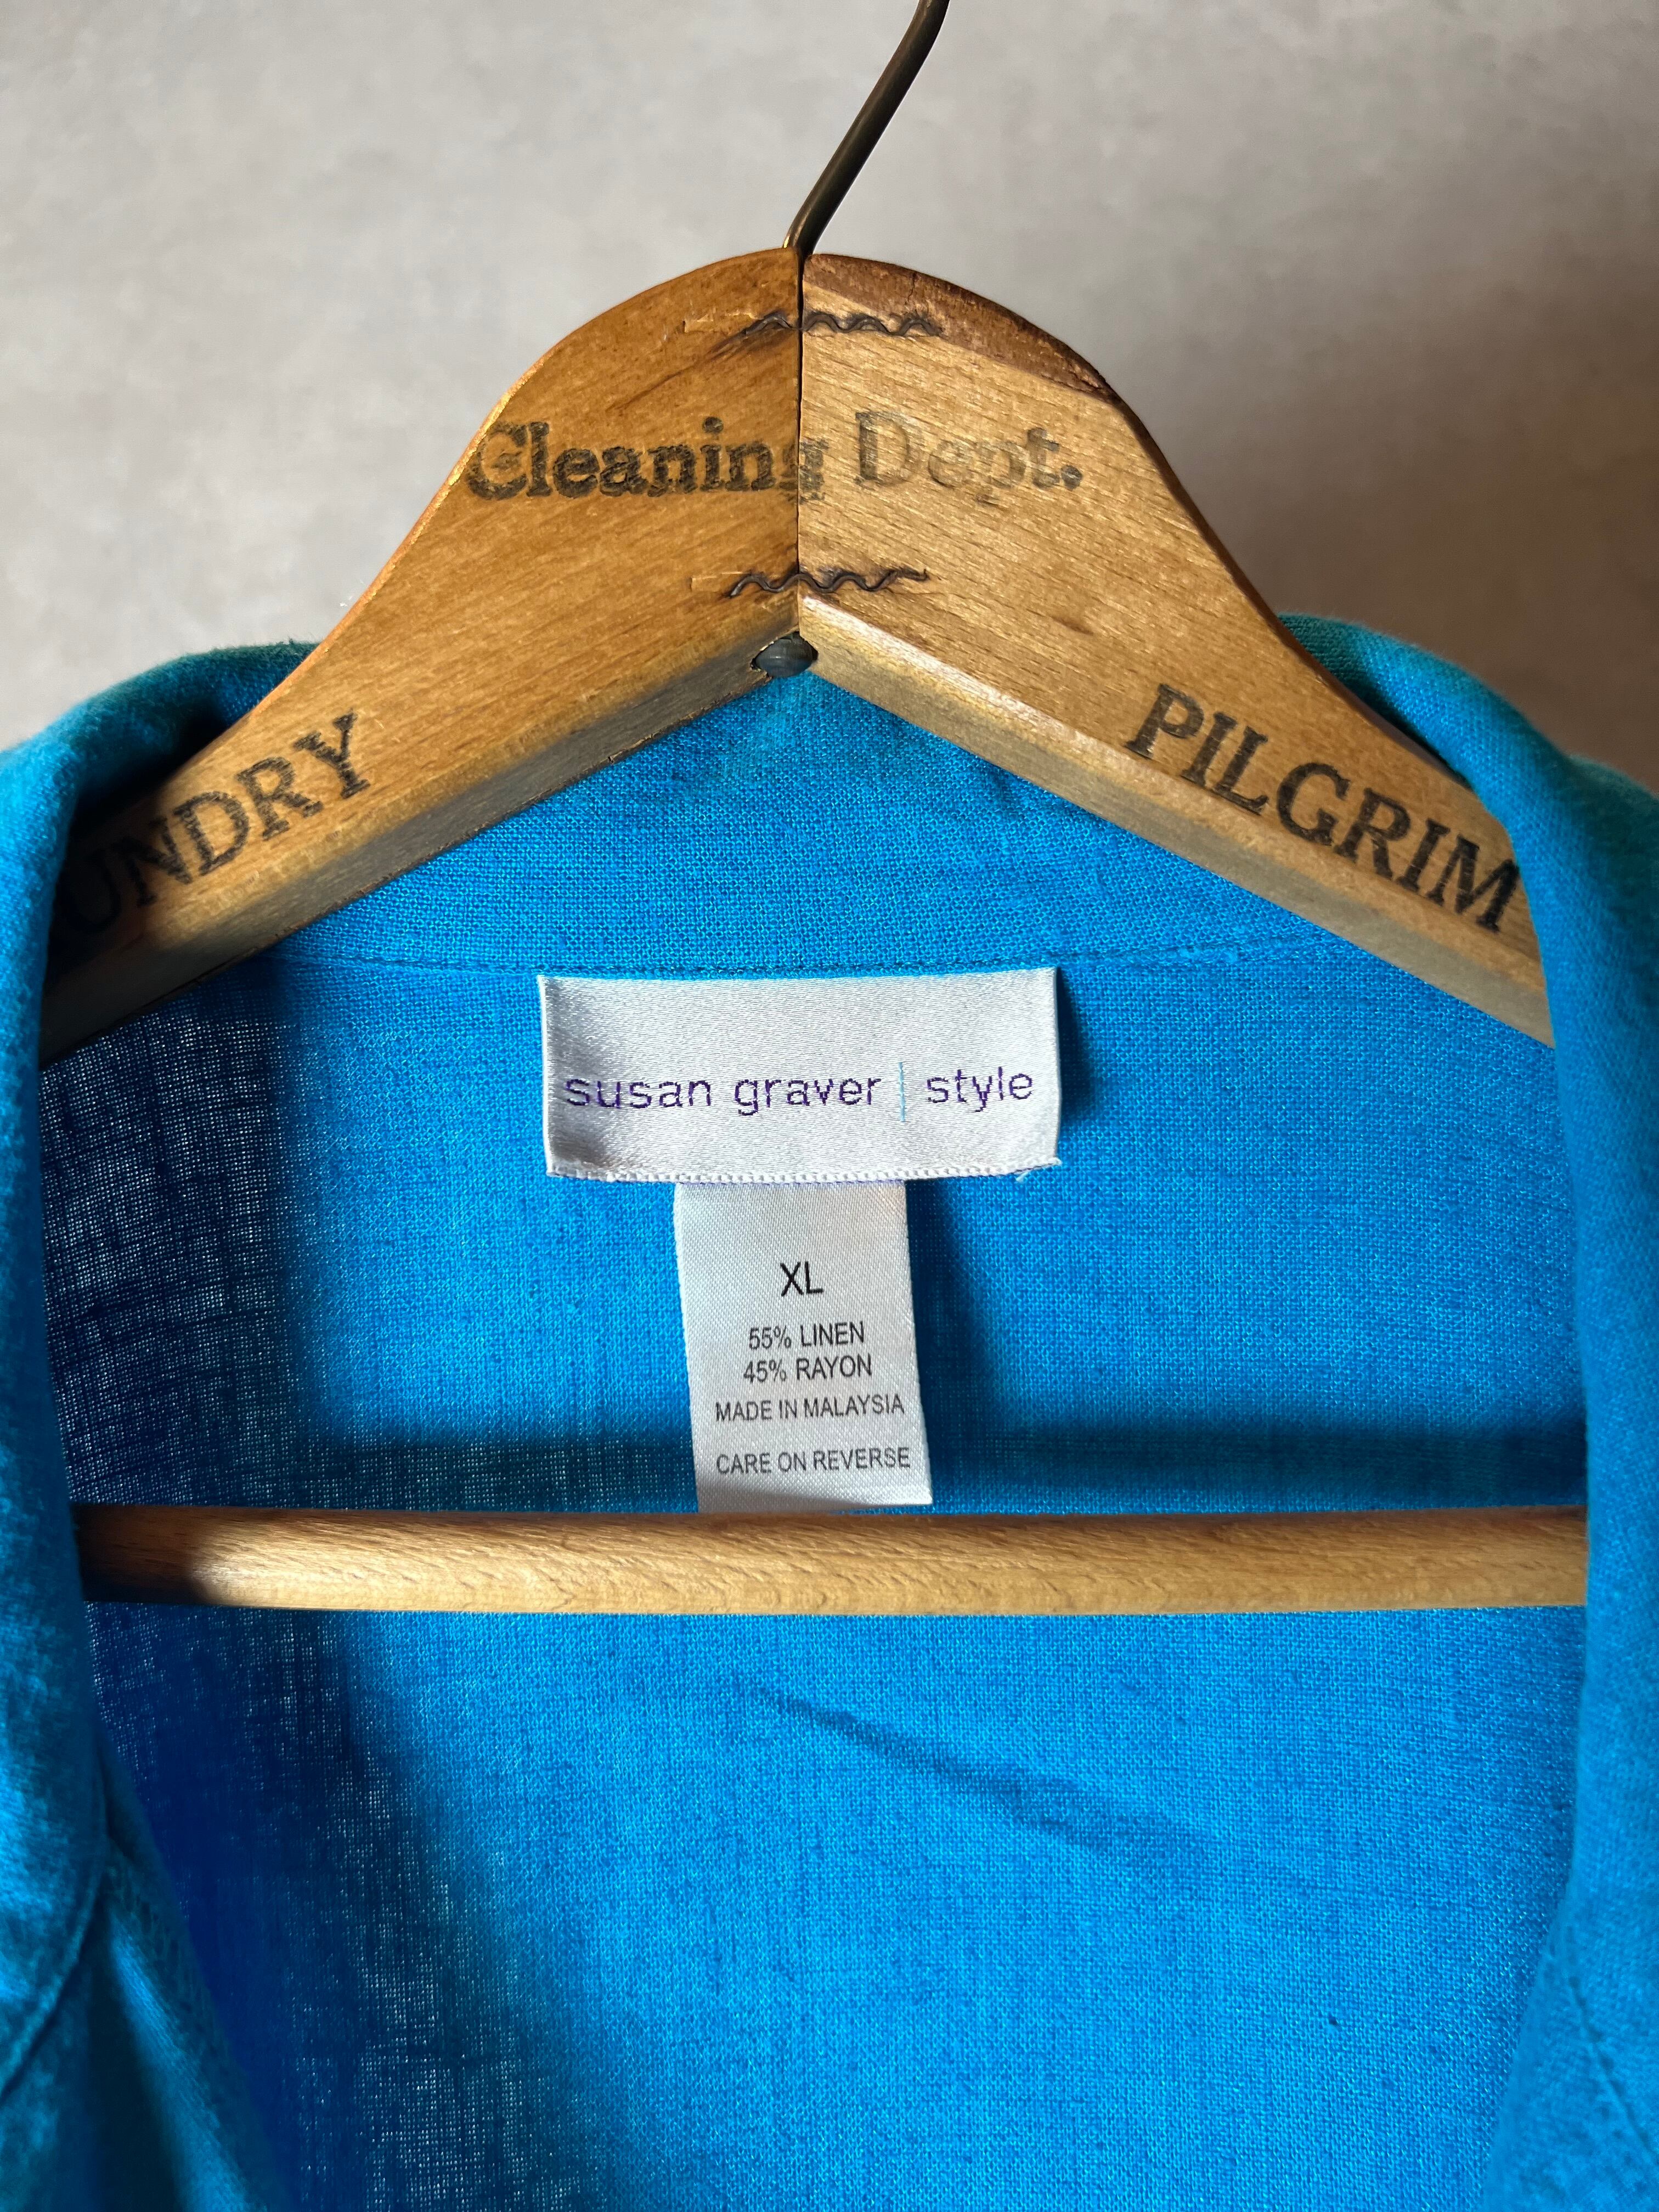 Cleaning Dept.
UNDRY
PILGRIM
susan graver | style
XL
55% LINEN
45% RAYON
MADE IN MALAYSIA
CARE ON REVERSE